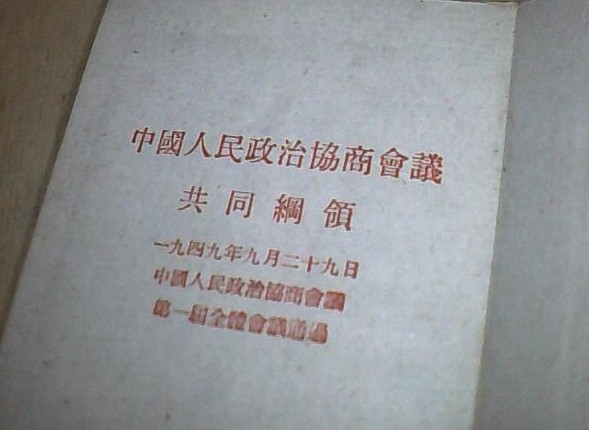 中國人民政治協商會議
共同綱領
一九四九年九月二十九日
中國人民政治協商會議
第一屆全體會議通過